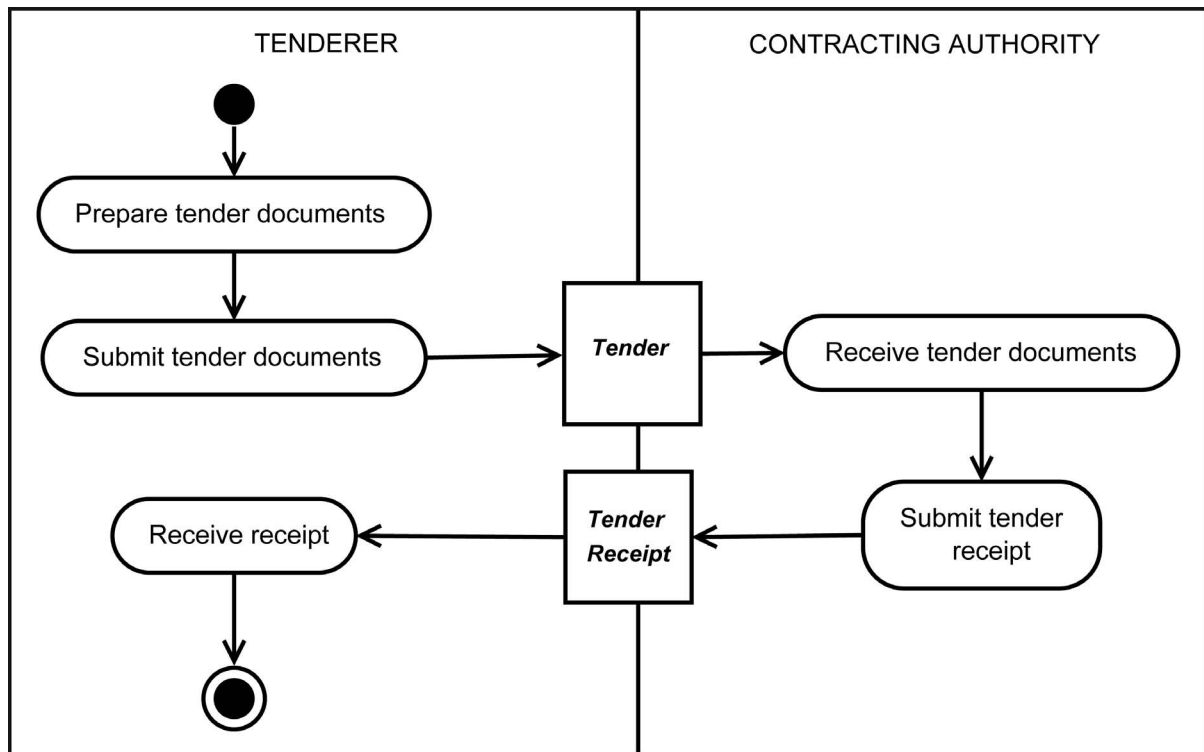 TENDERER
CONTRACTING AUTHORITY
Prepare tender documents
Submit tender documents
Tender
Receive tender documents
Receive receipt
Tender
Receipt
Submit tender
receipt